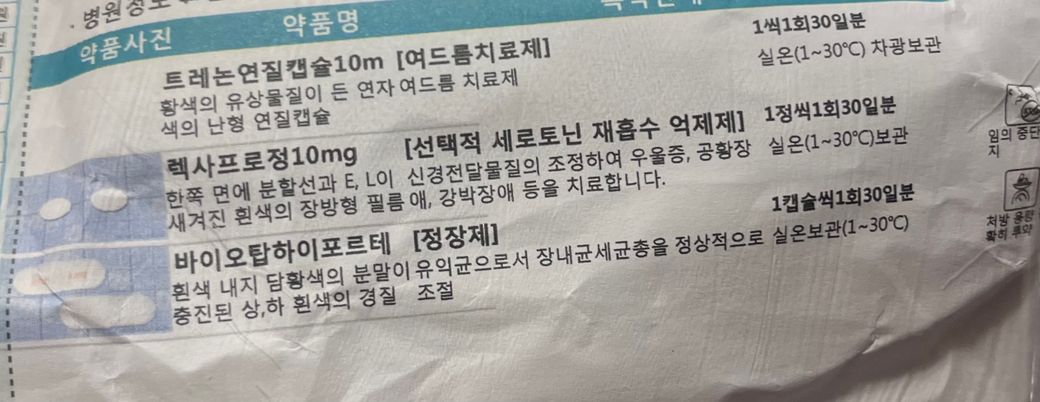 병원정보
약품사진 약품명
트레논연질캡슐10m [여드름치료제] 1씩1회30일분
황색의 유상물질이 든 연자 여드름 치료제 실온(1~30℃) 차광보관
색의 난형 연질캡슐
렉사프로정10mg [선택적 세로토닌 재흡수 억제제] 1정씩1회30일분
한쪽 면에 분할선과 E, L이 신경전달물질의 조정하여 우울증, 공황장 실온(1~30℃)보관
새겨진 흰색의 장방형 필름 애, 강박장애 등을 치료합니다.
바이오탑하이포르테 [정장제] 1캡슐씩1회30일분
흰색 내지 담황색의 분말이 유익균으로서 장내균세균총을 정상적으로 실온보관(1~30℃)
충진된 상,하 흰색의 경질 조절
임의 중단
지
처방 용량
확히 투약